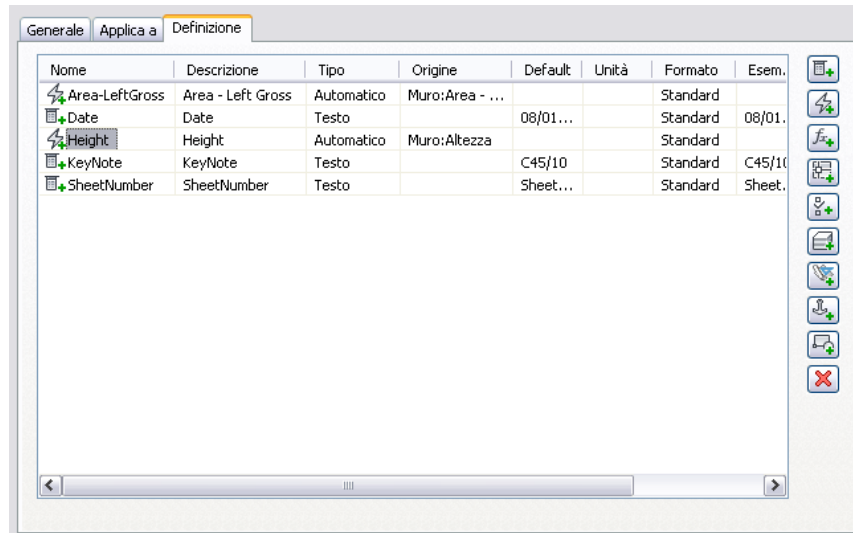 Generale Applica a Definizione
Nome Descrizione Tipo Origine Default Unità Formato Esem.
Area-LeftGross Area - Left Gross Automatico Muro:Area - ... Standard
Date Date Testo 08/01... Standard 08/01.
Height Height Automatico Muro:Altezza Standard
KeyNote KeyNote Testo C45/10 Standard C45/10
SheetNumber SheetNumber Testo Sheet... Standard Sheet.